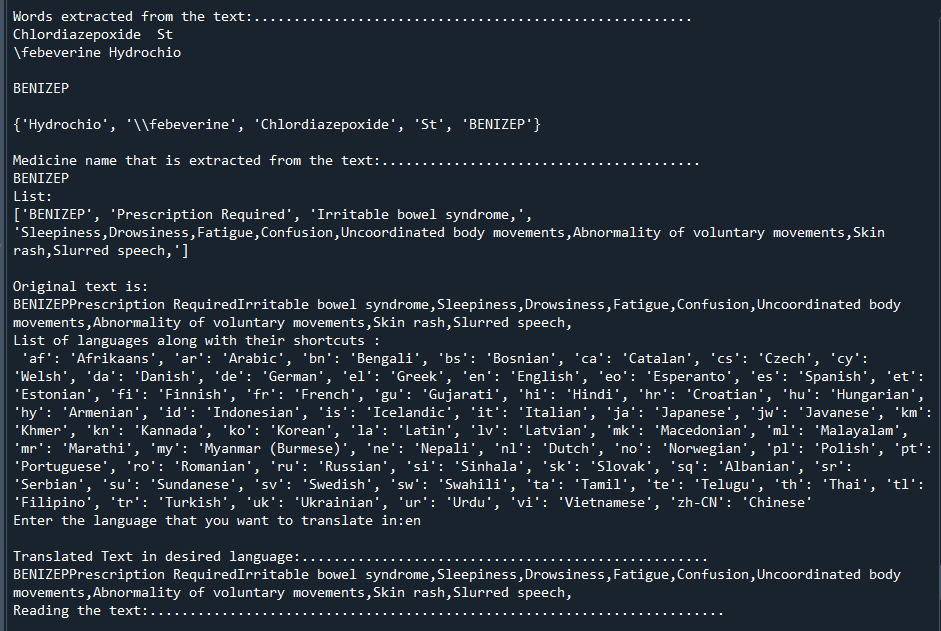 Words extracted from the text:......................................................
Chlordiazepoxide  St
\febeverine Hydrochio
BENIZEP
{'Hydrochio', '\\febeverine', 'Chlordiazepoxide', 'St', 'BENIZEP'}
Medicine name that is extracted from the text:.......................................
BENIZEP
List:
['BENIZEP', 'Prescription Required', 'Irritable bowel syndrome,',
'Sleepiness,Drowsiness,Fatigue,Confusion,Uncoordinated body movements,Abnormality of voluntary movements,Skin
rash,Slurred speech,']
Original text is:
BENIZEPPrescription RequiredIrritable bowel syndrome,Sleepiness,Drowsiness,Fatigue,Confusion,Uncoordinated body
movements,Abnormality of voluntary movements,Skin rash,Slurred speech,
List of languages along with their shortcuts :
 'af': 'Afrikaans', 'ar': 'Arabic', 'bn': 'Bengali', 'bs': 'Bosnian', 'ca': 'Catalan', 'cs': 'Czech', 'cy':
'Welsh', 'da': 'Danish', 'de': 'German', 'el': 'Greek', 'en': 'English', 'eo': 'Esperanto', 'es': 'Spanish', 'et':
'Estonian', 'fi': 'Finnish', 'fr': 'French', 'gu': 'Gujarati', 'hi': 'Hindi', 'hr': 'Croatian', 'hu': 'Hungarian',
'hy': 'Armenian', 'id': 'Indonesian', 'is': 'Icelandic', 'it': 'Italian', 'ja': 'Japanese', 'jw': 'Javanese', 'km':
'Khmer', 'kn': 'Kannada', 'ko': 'Korean', 'la': 'Latin', 'lv': 'Latvian', 'mk': 'Macedonian', 'ml': 'Malayalam',
'mr': 'Marathi', 'my': 'Myanmar (Burmese)', 'ne': 'Nepali', 'nl': 'Dutch', 'no': 'Norwegian', 'pl': 'Polish', 'pt':
'Portuguese', 'ro': 'Romanian', 'ru': 'Russian', 'si': 'Sinhala', 'sk': 'Slovak', 'sq': 'Albanian', 'sr':
'Serbian', 'su': 'Sundanese', 'sv': 'Swedish', 'sw': 'Swahili', 'ta': 'Tamil', 'te': 'Telugu', 'th': 'Thai', 'tl':
'Filipino', 'tr': 'Turkish', 'uk': 'Ukrainian', 'ur': 'Urdu', 'vi': 'Vietnamese', 'zh-CN': 'Chinese'
Enter the language that you want to translate in:en
Translated Text in desired language:..................................................
BENIZEPPrescription RequiredIrritable bowel syndrome,Sleepiness,Drowsiness,Fatigue,Confusion,Uncoordinated body
movements,Abnormality of voluntary movements,Skin rash,Slurred speech,
Reading the text:.......................................................................